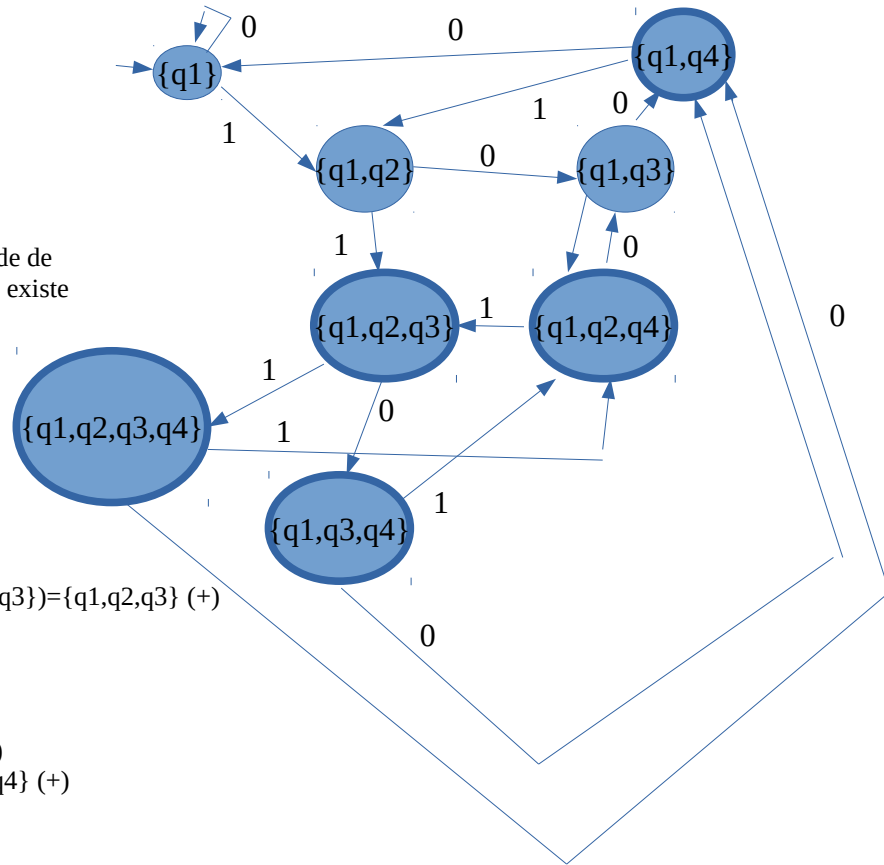 0
0
{q1}
{q1,q4}
1
0
1
{q1,q2}
0
{q1,q3}
1
0
de de
existe
{q1,q2,q3}
1
{q1,q2,q4}
0
1
{q1,q2,q3,q4}
0
1
1
{q1,q3,q4}
q3})={q1,q2,q3} (+)
0
)
q4} (+)